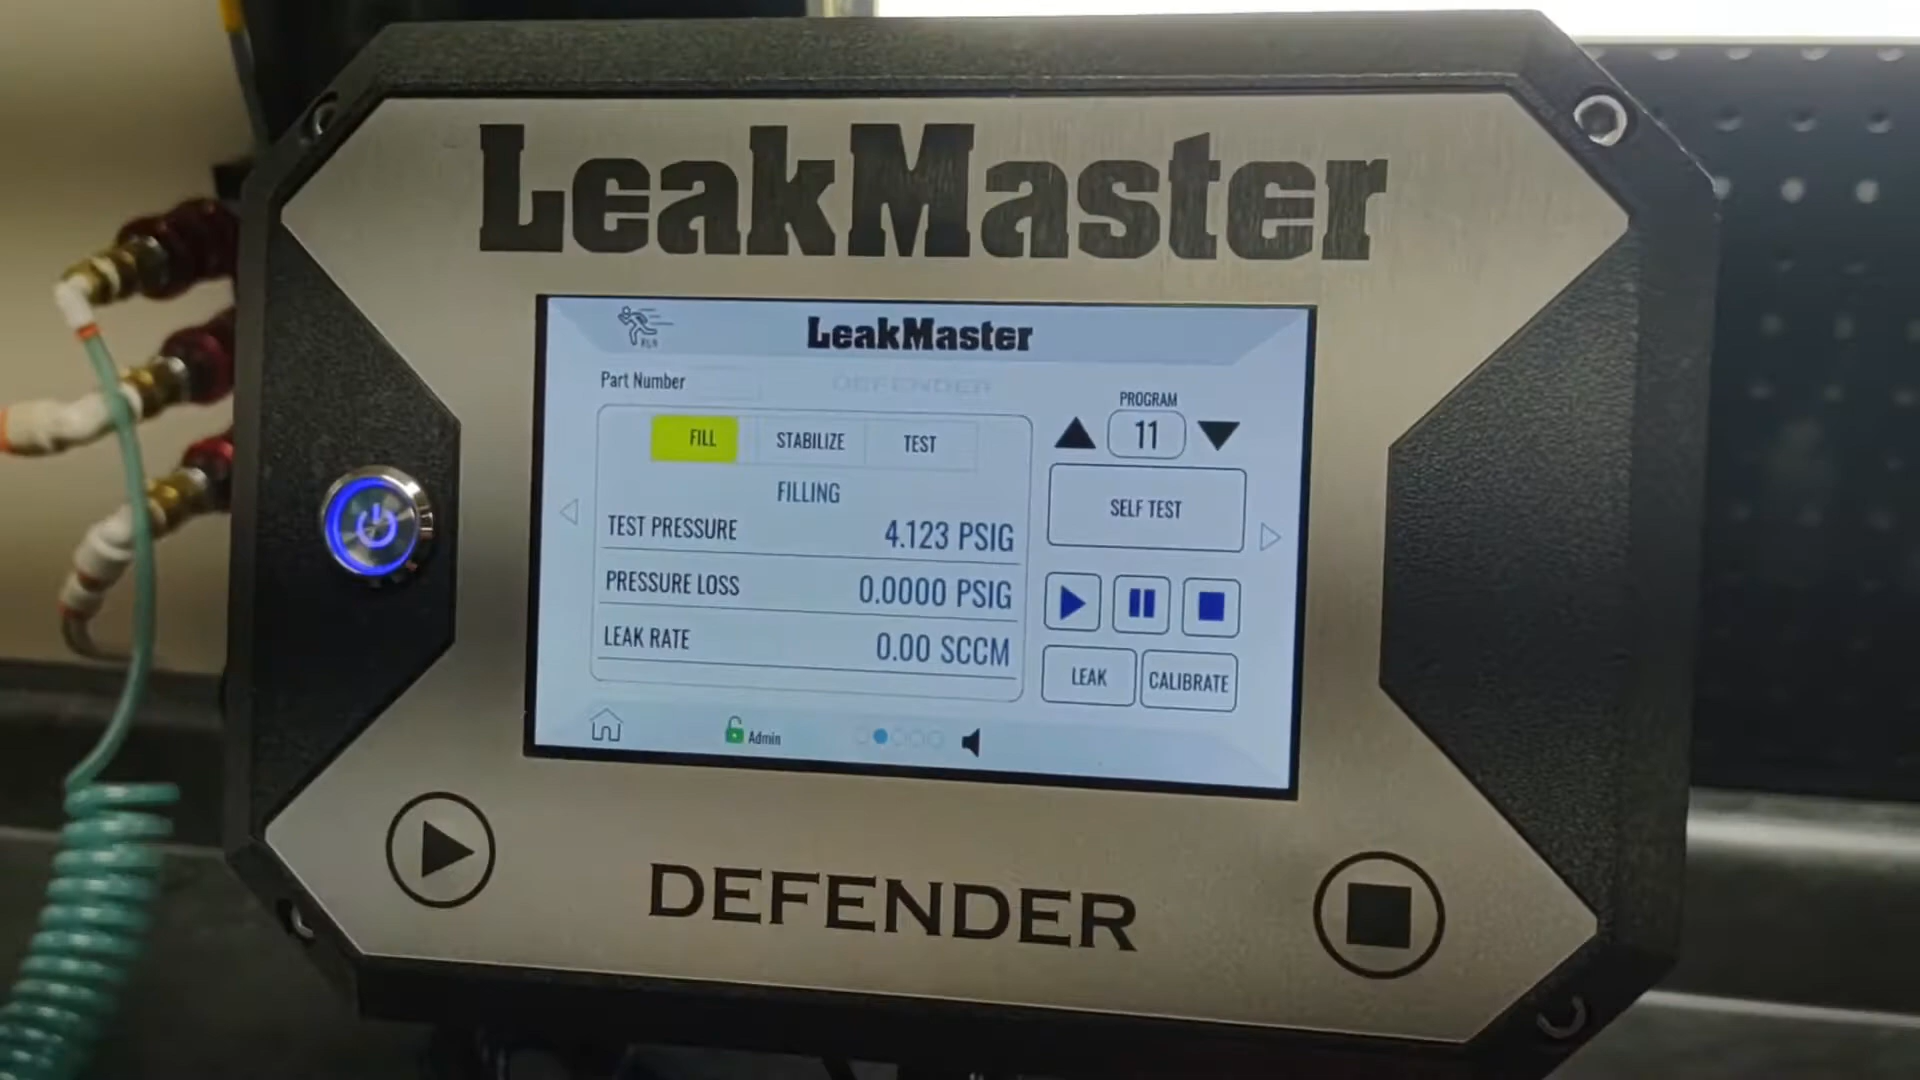 LeakMaster
RUN
LeakMaster
Part Number
DEFENDER
PROGRAM
11
FILL STABILIZE TEST
SELF TEST
FILLING
TEST PRESSURE 4.123 PSIG
PRESSURE LOSS 0.0000 PSIG
LEAK RATE 0.00 SCCM
LEAK CALIBRATE
Admin
DEFENDER